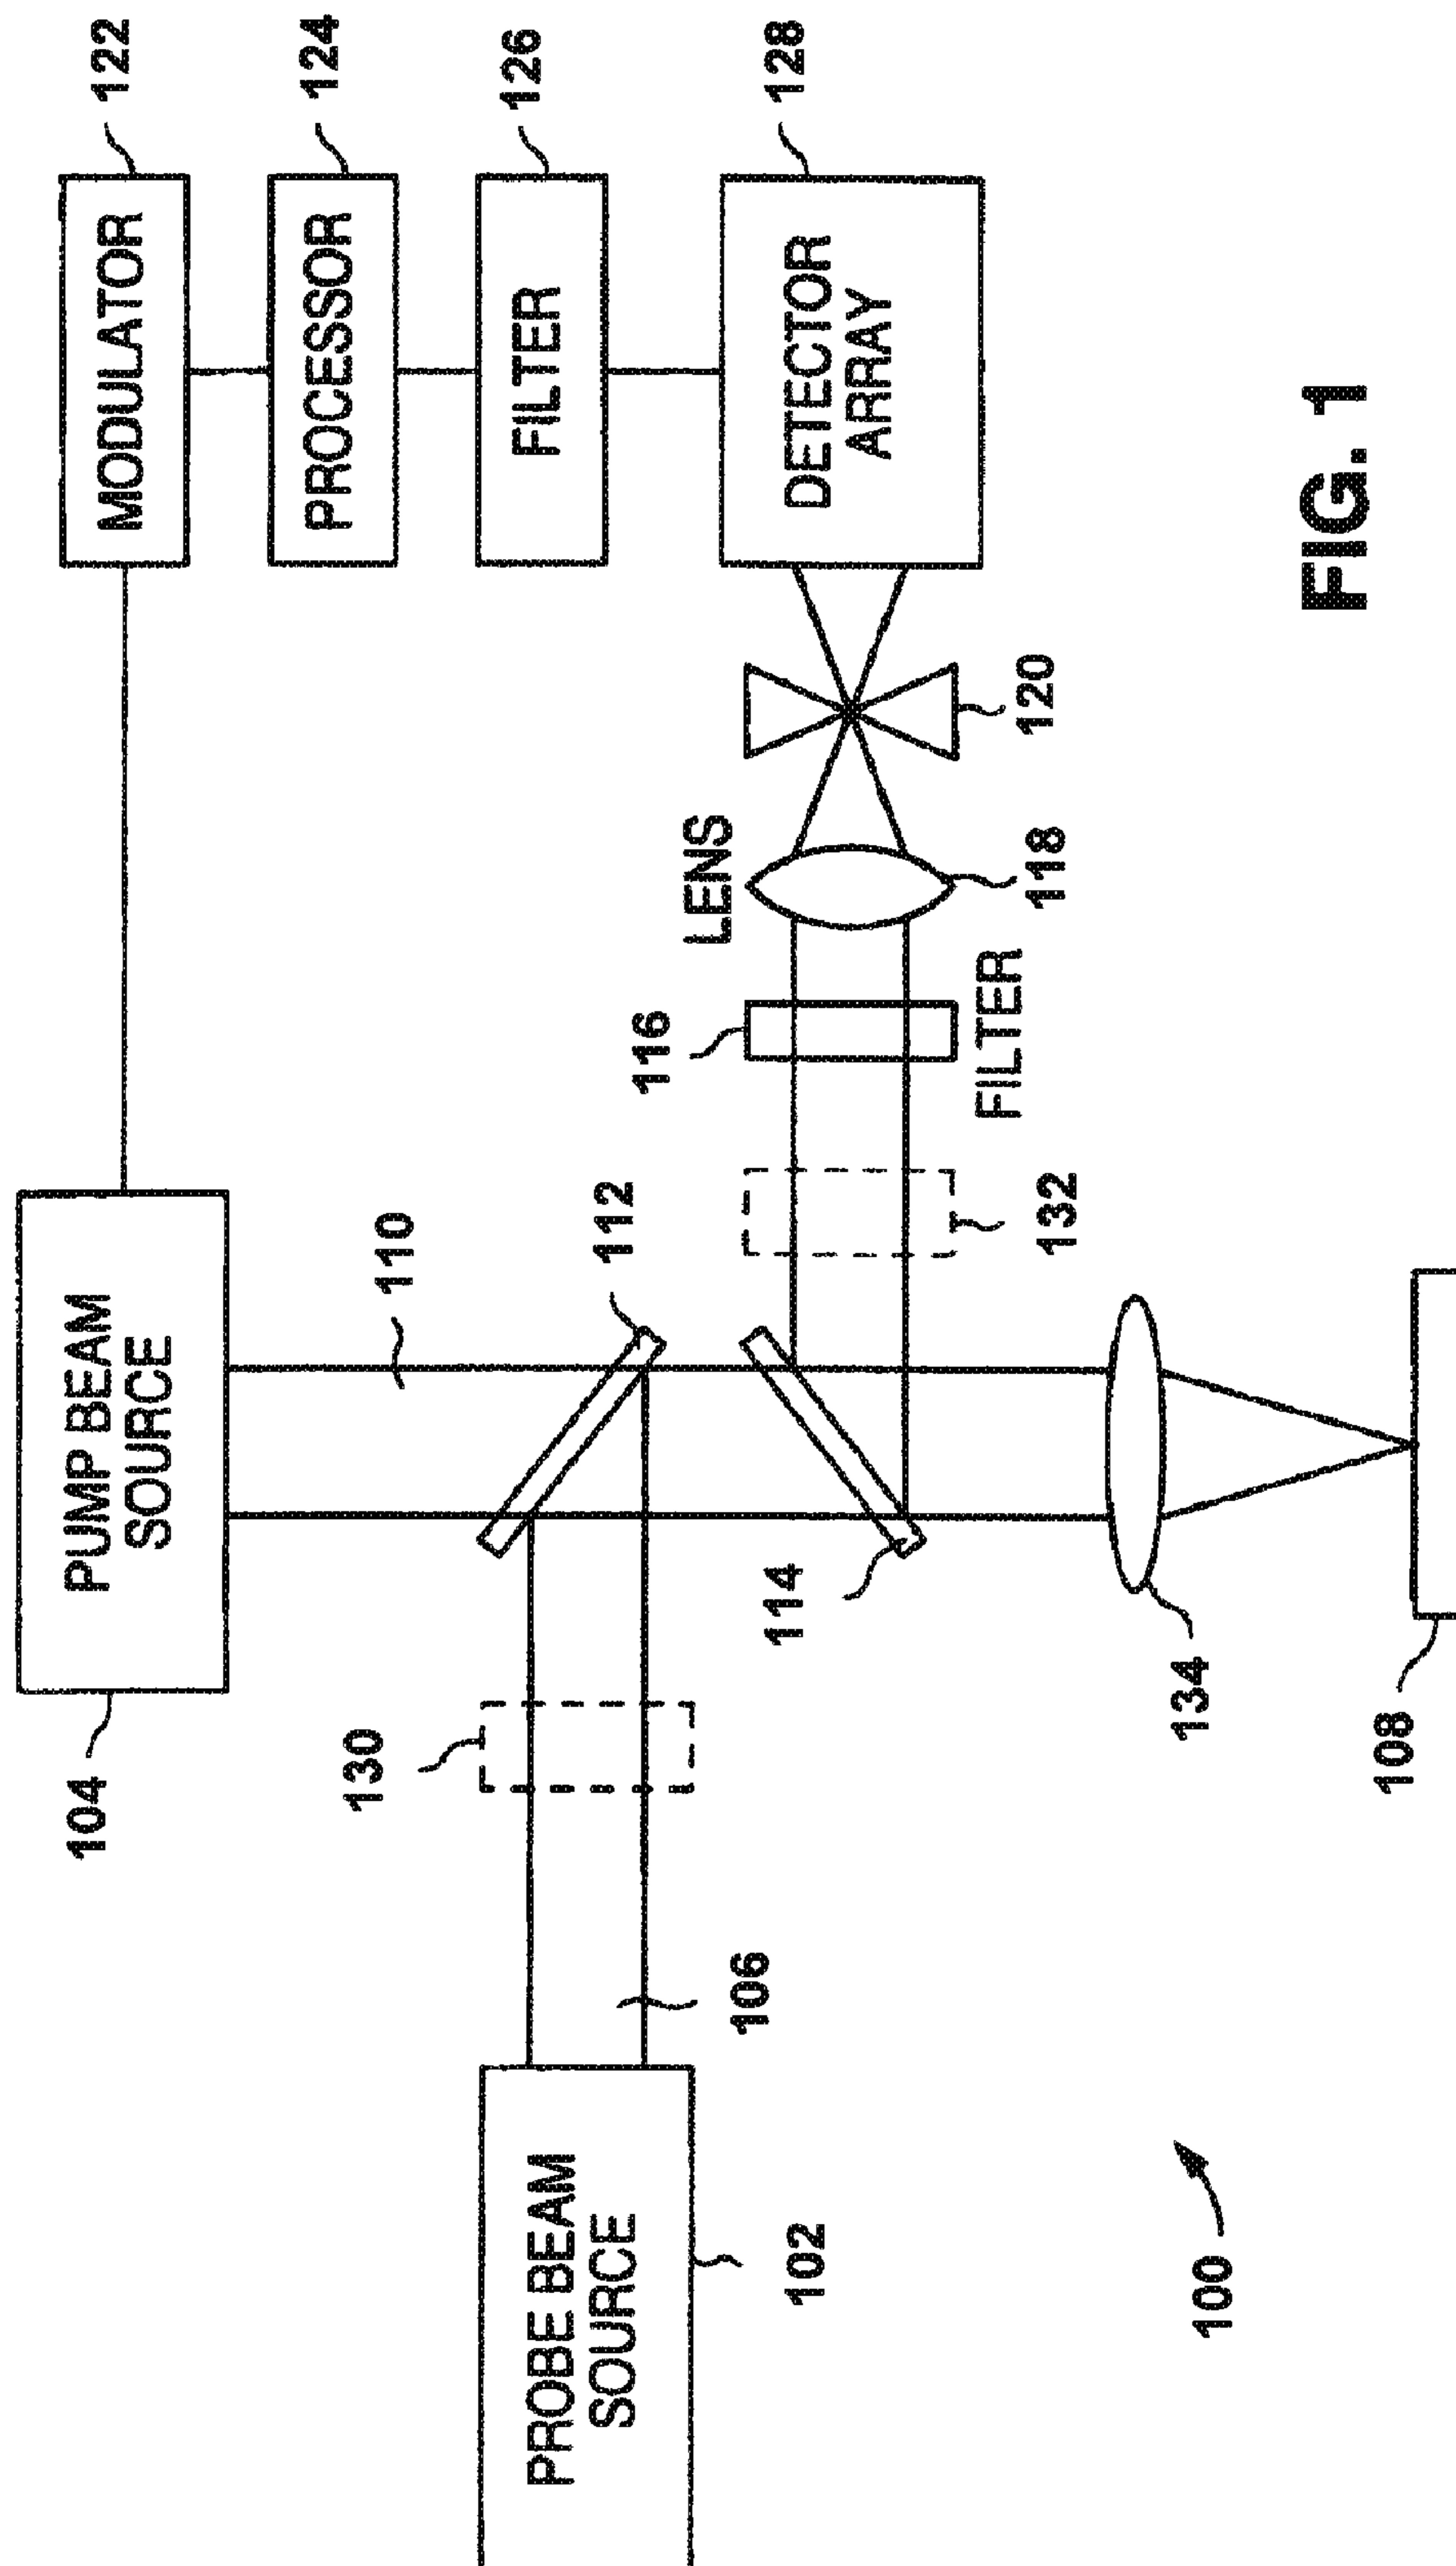 104
PUMP BEAM
SOURCE
MODULATOR
122
110
PROCESSOR
124
130
112
FILTER
126
PROBE BEAM
SOURCE
106
102
114
116
LENS
DETECTOR
ARRAY
128
132
FILTER
118
120
134
100
108
FIG. 1